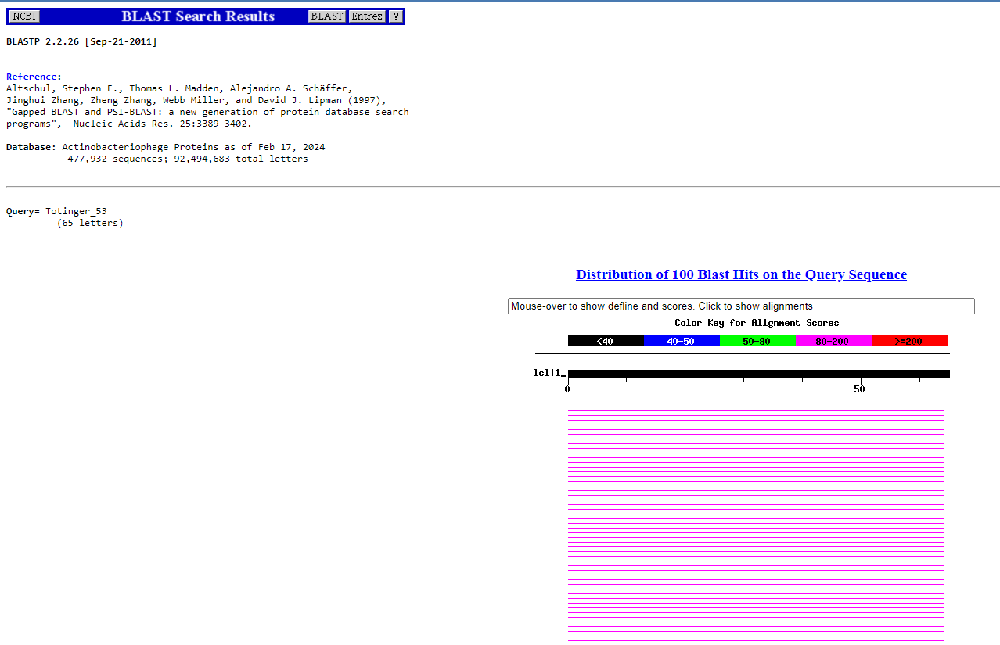 NCBI BLAST Search Results BLAST Entrez ?
BLASTP 2.2.26 [Sep-21-2011]
Reference:
Altschul, Stephen F., Thomas L. Madden, Alejandro A. Schäffer,
Jinghui Zhang, Zheng Zhang, Webb Miller, and David J. Lipman (1997),
"Gapped BLAST and PSI-BLAST: a new generation of protein database search
programs",  Nucleic Acids Res. 25:3389-3402.
Database: Actinobacteriophage Proteins as of Feb 17, 2024
477,932 sequences; 92,494,683 total letters
Query= Totinger_53
(65 letters)
Distribution of 100 Blast Hits on the Query Sequence
Mouse-over to show defline and scores. Click to show alignments
Color Key for Alignment Scores
<40 40-50 50-80 80-200 >=200
lcl|1_
0 50